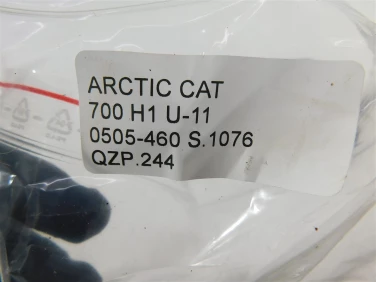 ARCTIC CAT
700 H1 U-11
0505-460 S.1076
QZP.244